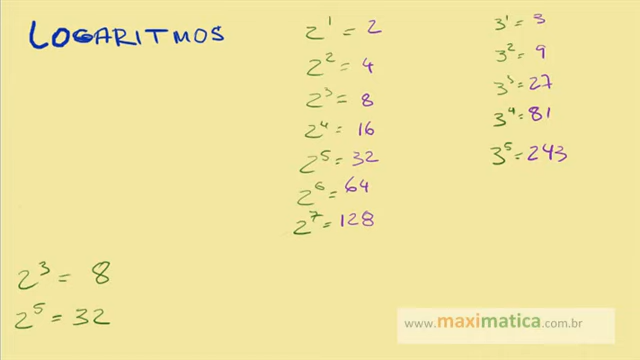 LOGARITMOS
2¹ = 2
2² = 4
2³ = 8
2⁴ = 16
2⁵ = 32
2⁶ = 64
2⁷ = 128
3¹ = 3
3² = 9
3³ = 27
3⁴ = 81
3⁵ = 243
2³ = 8
2⁵ = 32
www.maximatica.com.br